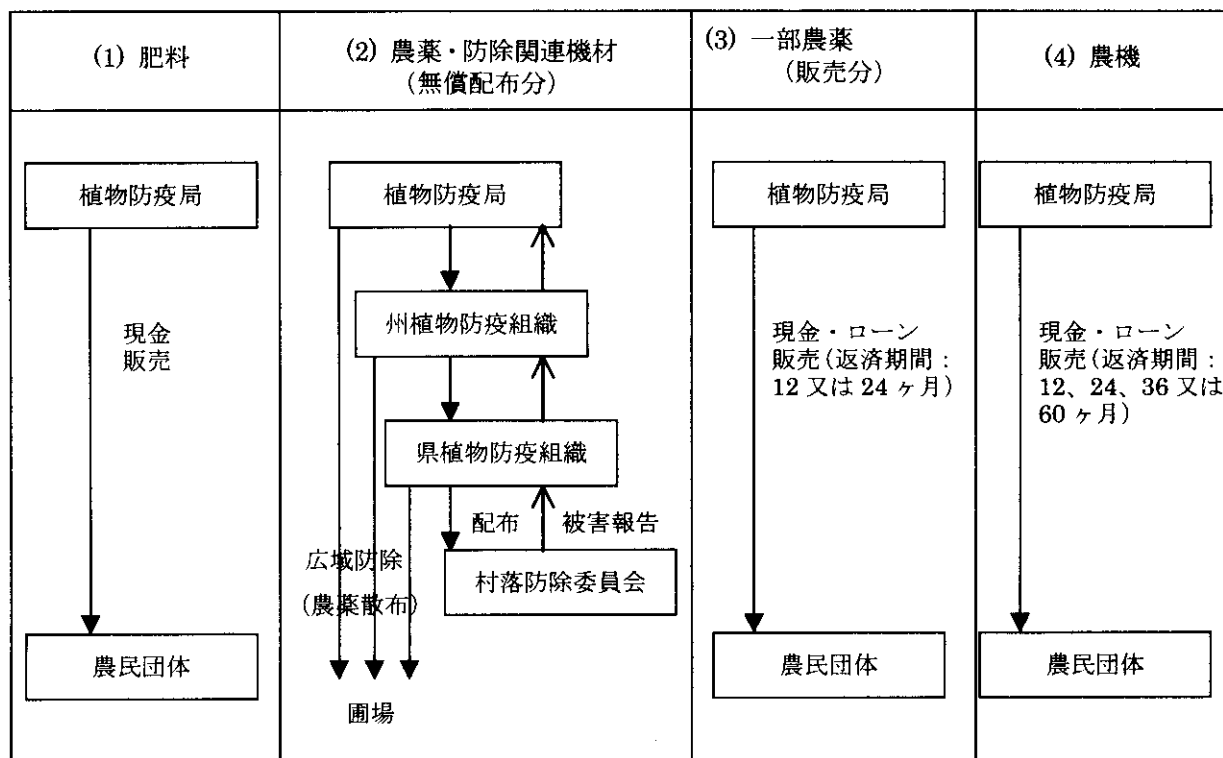 (1) 肥料
(2) 農薬・防除関連機材
(無償配布分)
(3) 一部農薬
(販売分)
(4) 農機
植物防疫局
現金
販売
農民団体
植物防疫局
州植物防疫組織
県植物防疫組織
配布
被害報告
広域防除
(農薬散布)
村落防除委員会
圃場
植物防疫局
現金・ローン
販売(返済期間：
12 又は 24 ヶ月)
農民団体
植物防疫局
現金・ローン
販売(返済期間：
12、24、36 又は
60 ヶ月)
農民団体